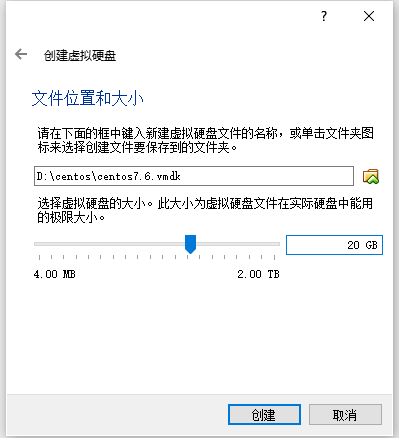 ?
创建虚拟硬盘
文件位置和大小
请在下面的框中键入新建虚拟硬盘文件的名称，或单击文件夹图
标来选择创建文件要保存到的文件夹。
D:\centos\centos7.6.vmdk
选择虚拟硬盘的大小。此大小为虚拟硬盘文件在实际硬盘中能用
的极限大小。
20 GB
4.00 MB 2.00 TB
创建 取消